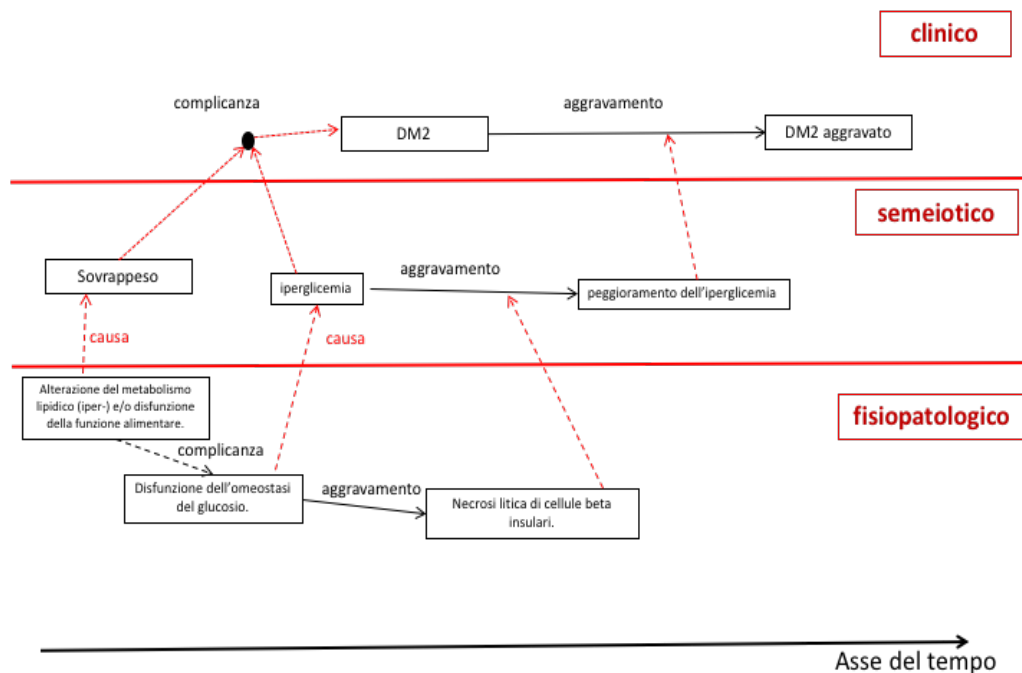 clinico
complicanza
aggravamento
DM2
DM2 aggravato
semeiotico
Sovrappeso
iperglicemia
aggravamento
peggioramento dell'iperglicemia
causa
causa
Alterazione del metabolismo
lipidico (iper-) e/o disfunzione
della funzione alimentare.
fisiopatologico
complicanza
Disfunzione dell'omeostasi
del glucosio.
aggravamento
Necrosi litica di cellule beta
insulari.
Asse del tempo